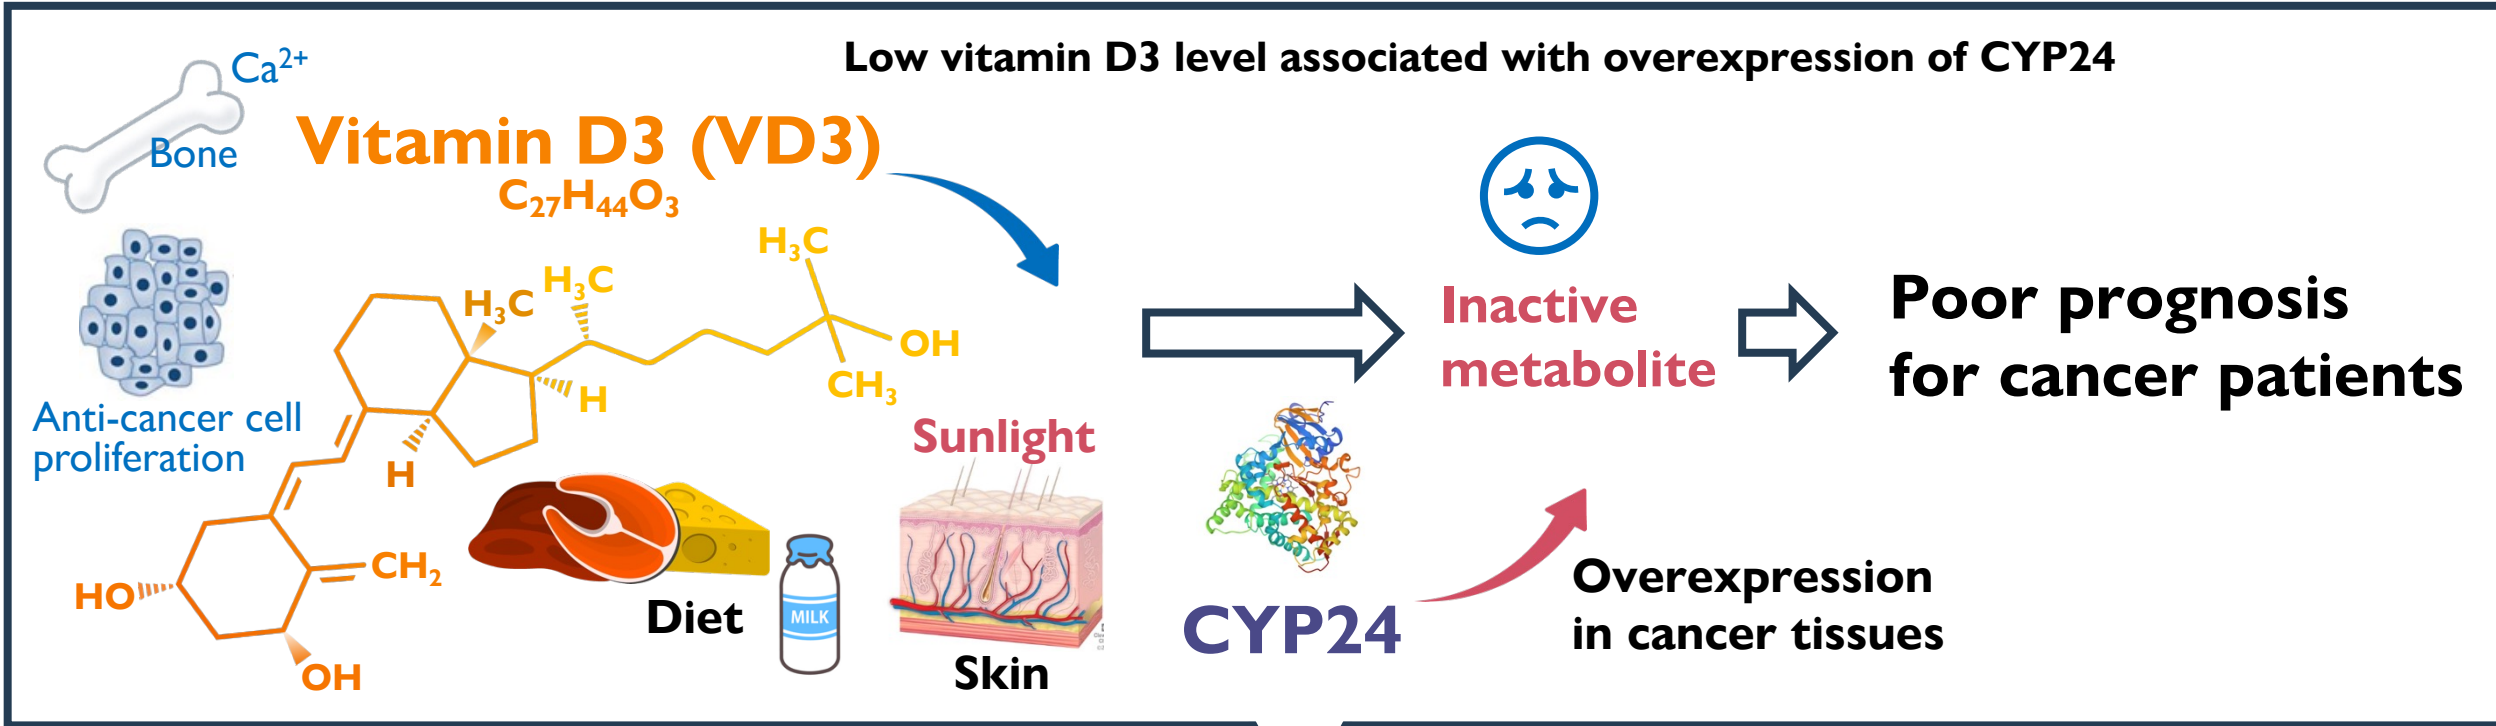 Low vitamin D3 level associated with overexpression of CYP24
Ca²⁺
Bone
Vitamin D3 (VD3)
C₂₇H₄₄O₃
Anti-cancer cell
proliferation
H₃C
H₃C
H₃C
OH
CH₃
H
H
CH₂
HO
OH
Diet
MILK
Sunlight
Skin
Inactive
metabolite
CYP24
Overexpression
in cancer tissues
Poor prognosis
for cancer patients